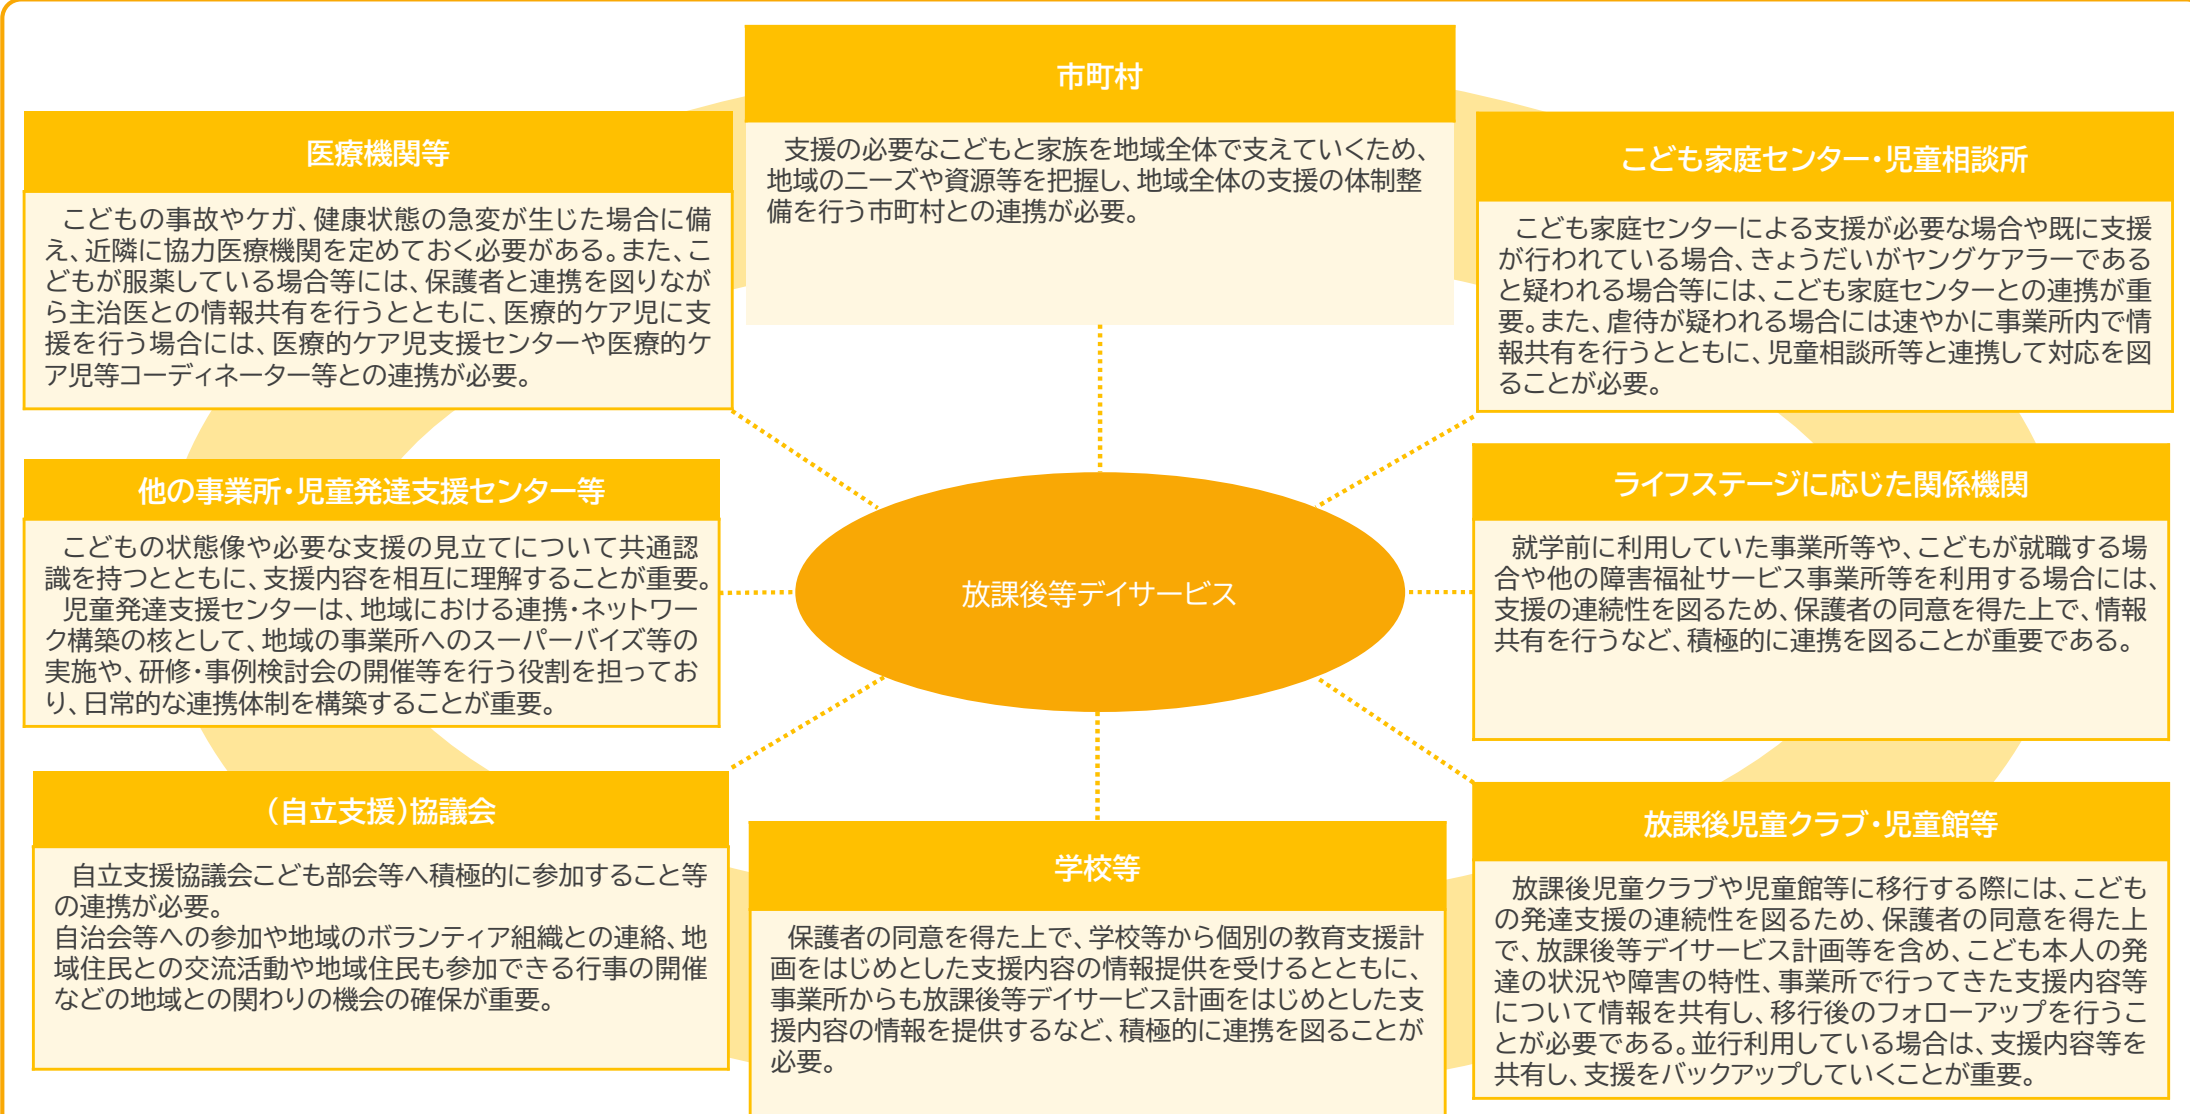 市町村
支援の必要なこどもと家族を地域全体で支えていくため、
地域のニーズや資源等を把握し、地域全体の支援の体制整
備を行う市町村との連携が必要。
医療機関等
こどもの事故やケガ、健康状態の急変が生じた場合に備
え、近隣に協力医療機関を定めておく必要がある。また、こ
どもが服薬している場合等には、保護者と連携を図りなが
ら主治医との情報共有を行うとともに、医療的ケア児に支
援を行う場合には、医療的ケア児支援センターや医療的ケ
ア児等コーディネーター等との連携が必要。
こども家庭センター・児童相談所
こども家庭センターによる支援が必要な場合や既に支援
が行われている場合、きょうだいがヤングケアラーである
と疑われる場合等には、こども家庭センターとの連携が重
要。また、虐待が疑われる場合には速やかに事業所内で情
報共有を行うとともに、児童相談所等と連携して対応を図
ることが必要。
他の事業所・児童発達支援センター等
こどもの状態像や必要な支援の見立てについて共通認
識を持つとともに、支援内容を相互に理解することが重要。
児童発達支援センターは、地域における連携・ネットワー
ク構築の核として、地域の事業所へのスーパーバイズ等の
実施や、研修・事例検討会の開催等を行う役割を担ってお
り、日常的な連携体制を構築することが重要。
放課後等デイサービス
ライフステージに応じた関係機関
就学前に利用していた事業所等や、こどもが就職する場
合や他の障害福祉サービス事業所等を利用する場合には、
支援の連続性を図るため、保護者の同意を得た上で、情報
共有を行うなど、積極的に連携を図ることが重要である。
（自立支援）協議会
自立支援協議会こども部会等へ積極的に参加すること等
の連携が必要。
自治会等への参加や地域のボランティア組織との連絡、地
域住民との交流活動や地域住民も参加できる行事の開催
などの地域との関わりの機会の確保が重要。
学校等
保護者の同意を得た上で、学校等から個別の教育支援計
画をはじめとした支援内容の情報提供を受けるとともに、
事業所からも放課後等デイサービス計画をはじめとした支
援内容の情報を提供するなど、積極的に連携を図ることが
必要。
放課後児童クラブ・児童館等
放課後児童クラブや児童館等に移行する際には、こども
の発達支援の連続性を図るため、保護者の同意を得た上
で、放課後等デイサービス計画等を含め、こども本人の発
達の状況や障害の特性、事業所で行ってきた支援内容等
について情報を共有し、移行後のフォローアップを行うこ
とが必要である。並行利用している場合は、支援内容等を
共有し、支援をバックアップしていくことが重要。